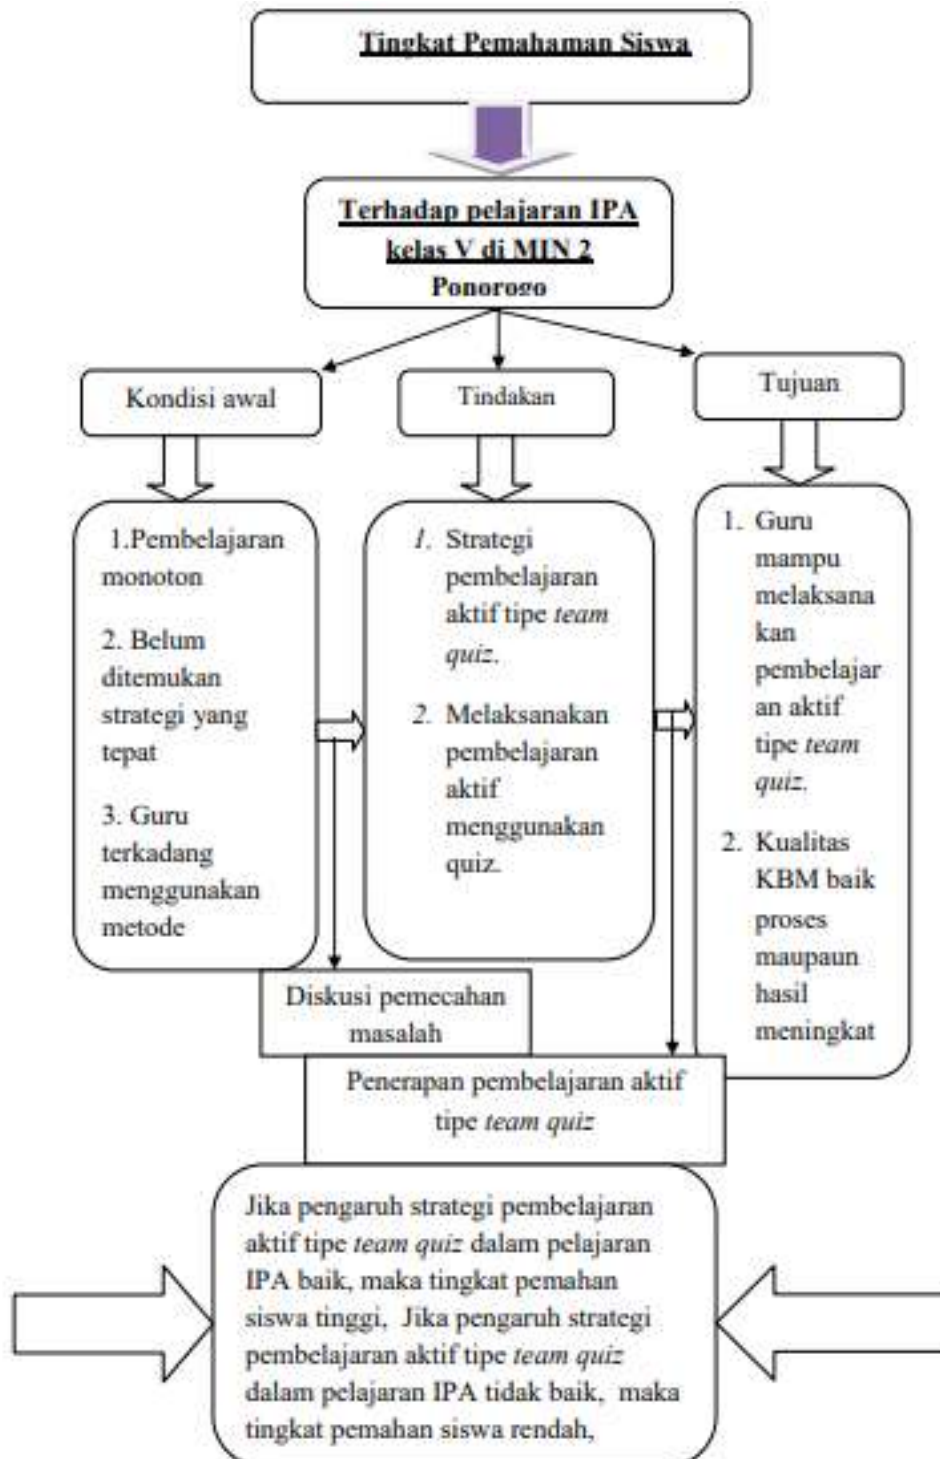 Tingkat Pemahaman Siswa
Terhadap pelajaran IPA
kelas V di MIN 2
Ponorogo
Kondisi awal
Tindakan
Tujuan
1.Pembelajaran
monoton
2. Belum
ditemukan
strategi yang
tepat
3. Guru
terkadang
menggunakan
metode
1. Strategi
pembelajaran
aktif tipe team
quiz.
2. Melaksanakan
pembelajaran
aktif
menggunakan
quiz.
1. Guru
mampu
melaksana
kan
pembelajar
an aktif
tipe team
quiz.
2. Kualitas
KBM baik
proses
maupaun
hasil
meningkat
Diskusi pemecahan
masalah
Penerapan pembelajaran aktif
tipe team quiz
Jika pengaruh strategi pembelajaran
aktif tipe team quiz dalam pelajaran
IPA baik, maka tingkat pemahan
siswa tinggi, Jika pengaruh strategi
pembelajaran aktif tipe team quiz
dalam pelajaran IPA tidak baik, maka
tingkat pemahan siswa rendah,